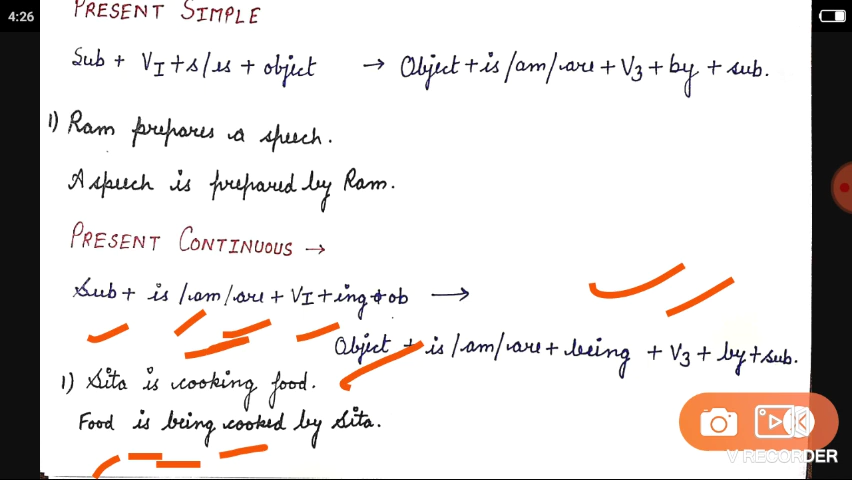 4:26
PRESENT SIMPLE
Sub + V1 + s/es + object → Object + is/am/are + V3 + by + sub.
1) Ram prepares a speech.
A speech is prepared by Ram.
PRESENT CONTINUOUS →
Sub + is/am/are + V1 + ing + ob →
Object + is/am/are + being + V3 + by + sub.
1) Sita is cooking food.
Food is being cooked by Sita.
V RECORDER